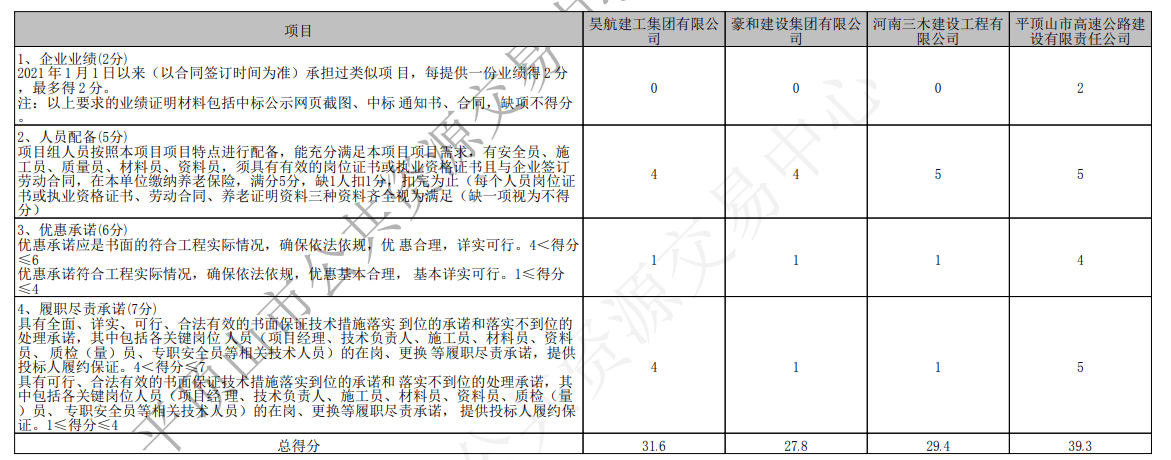 项目
昊航建工集团有限公
司
豪和建设集团有限公
司
河南三木建设工程有
限公司
平顶山市高速公路建
设有限责任公司
1、企业业绩(2分)
2021年1月1日以来（以合同签订时间为准）承担过类似项目，每提供一份业绩得2分
，最多得2分。
注：以上要求的业绩证明材料包括中标公示网页截图、中标通知书、合同，缺项不得分
。
0
0
0
2
2、人员配备(5分)
项目组人员按照本项目项目特点进行配备，能充分满足本项目项目需求，有安全员、施
工员、质量员、材料员、资料员，须具有有效的岗位证书或执业资格证书且与企业签订
劳动合同，在本单位缴纳养老保险，满分5分，缺1人扣1分，扣完为止（每个人员岗位证
书或执业资格证书、劳动合同、养老证明资料三种资料齐全视为满足（缺一项视为不得
分）
4
4
5
5
3、优惠承诺(6分)
优惠承诺应是书面的符合工程实际情况，确保依法依规，优惠合理，详实可行。4＜得分
≤6
优惠承诺符合工程实际情况，确保依法依规，优惠基本合理，基本详实可行。1≤得分
≤4
1
1
1
4
4、履职尽责承诺(7分)
具有全面、详实、可行、合法有效的书面保证技术措施落实到位的承诺和落实不到位的
处理承诺，其中包括各关键岗位人员（项目经理、技术负责人、施工员、材料员、资料
员、质检（量）员、专职安全员等相关技术人员）的在岗、更换等履职尽责承诺，提供
投标人履约保证。4＜得分≤7
具有可行、合法有效的书面保证技术措施落实到位的承诺和落实不到位的处理承诺，其
中包括各关键岗位人员（项目经理、技术负责人、施工员、材料员、资料员、质检（量
）员、专职安全员等相关技术人员）的在岗、更换等履职尽责承诺，提供投标人履约保
证。1≤得分≤4
4
1
1
5
总得分
31.6
27.8
29.4
39.3
平顶山市公共资源交易中
公共资源交易中心